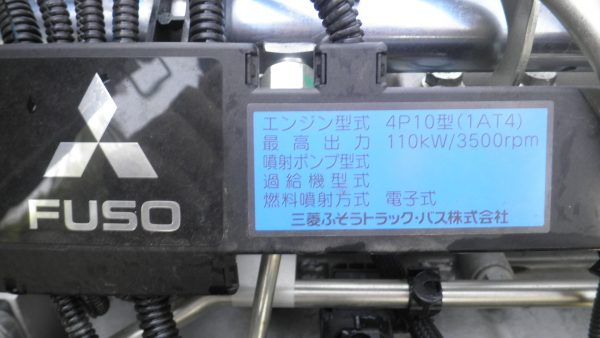 FUSO
エンジン型式 4P10型(1AT4)
最高出力 110kW/3500rpm
噴射ポンプ型式
過給機型式
燃料噴射方式 電子式
三菱ふそうトラック・バス株式会社